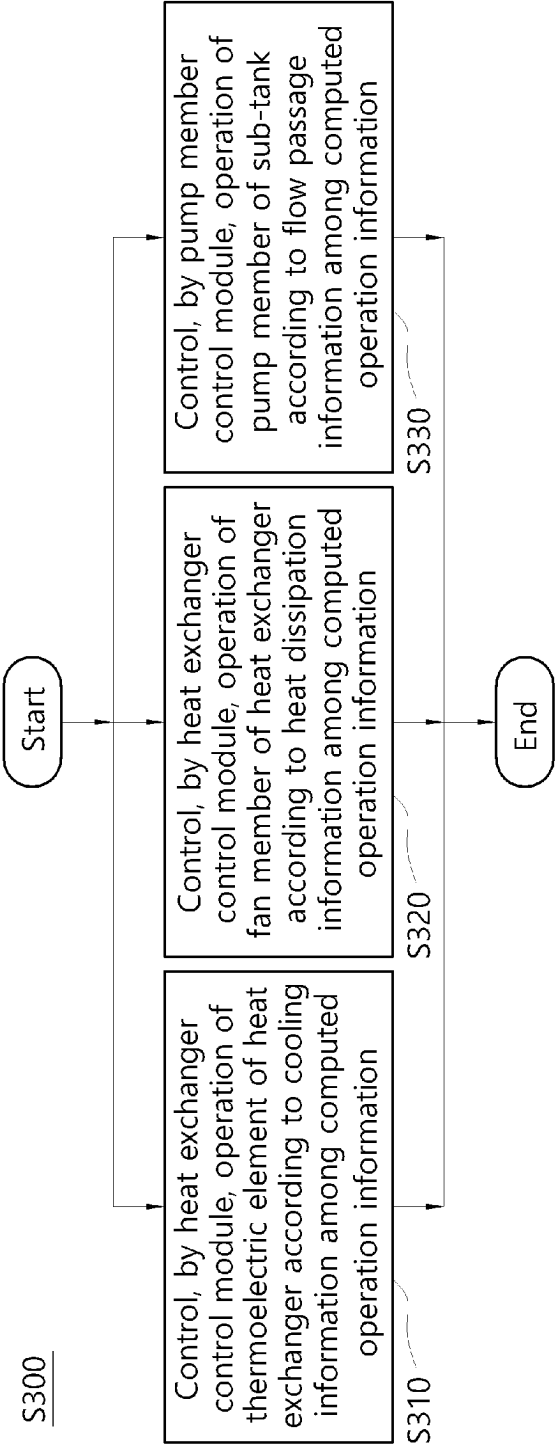 S300
Start
Control, by heat exchanger
control module, operation of
thermoelectric element of heat
exchanger according to cooling
information among computed
operation information
S310
Control, by heat exchanger
control module, operation of
fan member of heat exchanger
according to heat dissipation
information among computed
operation information
S320
Control, by pump member
control module, operation of
pump member of sub-tank
according to flow passage
information among computed
operation information
S330
End